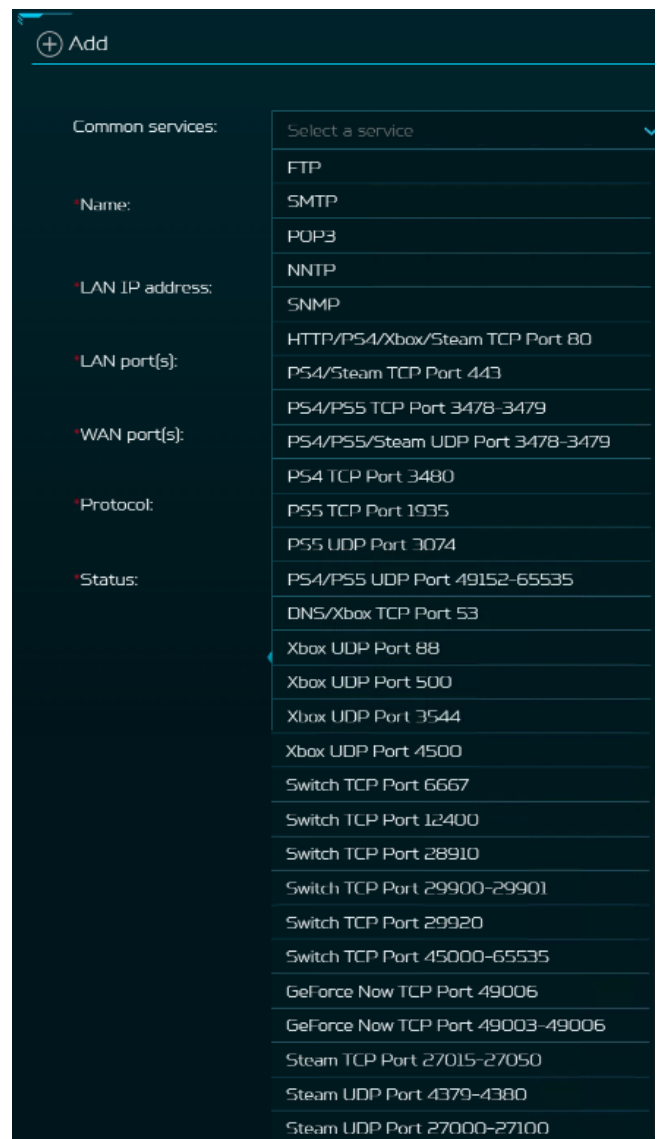 Add
Common services:
Select a service
FTP
SMTP
*Name:
POP3
NNTP
*LAN IP address:
SNMP
HTTP/PS4/Xbox/Steam TCP Port 80
*LAN port(s):
PS4/Steam TCP Port 443
PS4/PS5 TCP Port 3478-3479
*WAN port(s):
PS4/PS5/Steam UDP Port 3478-3479
PS4 TCP Port 3480
*Protocol:
PS5 TCP Port 1935
PS5 UDP Port 3074
*Status:
PS4/PS5 UDP Port 49152-65535
DNS/Xbox TCP Port 53
Xbox UDP Port 88
Xbox UDP Port 500
Xbox UDP Port 3544
Xbox UDP Port 4500
Switch TCP Port 6667
Switch TCP Port 12400
Switch TCP Port 28910
Switch TCP Port 29900-29901
Switch TCP Port 29920
Switch TCP Port 45000-65535
GeForce Now TCP Port 49006
GeForce Now TCP Port 49003-49006
Steam TCP Port 27015-27050
Steam UDP Port 4379-4380
Steam UDP Port 27000-27100